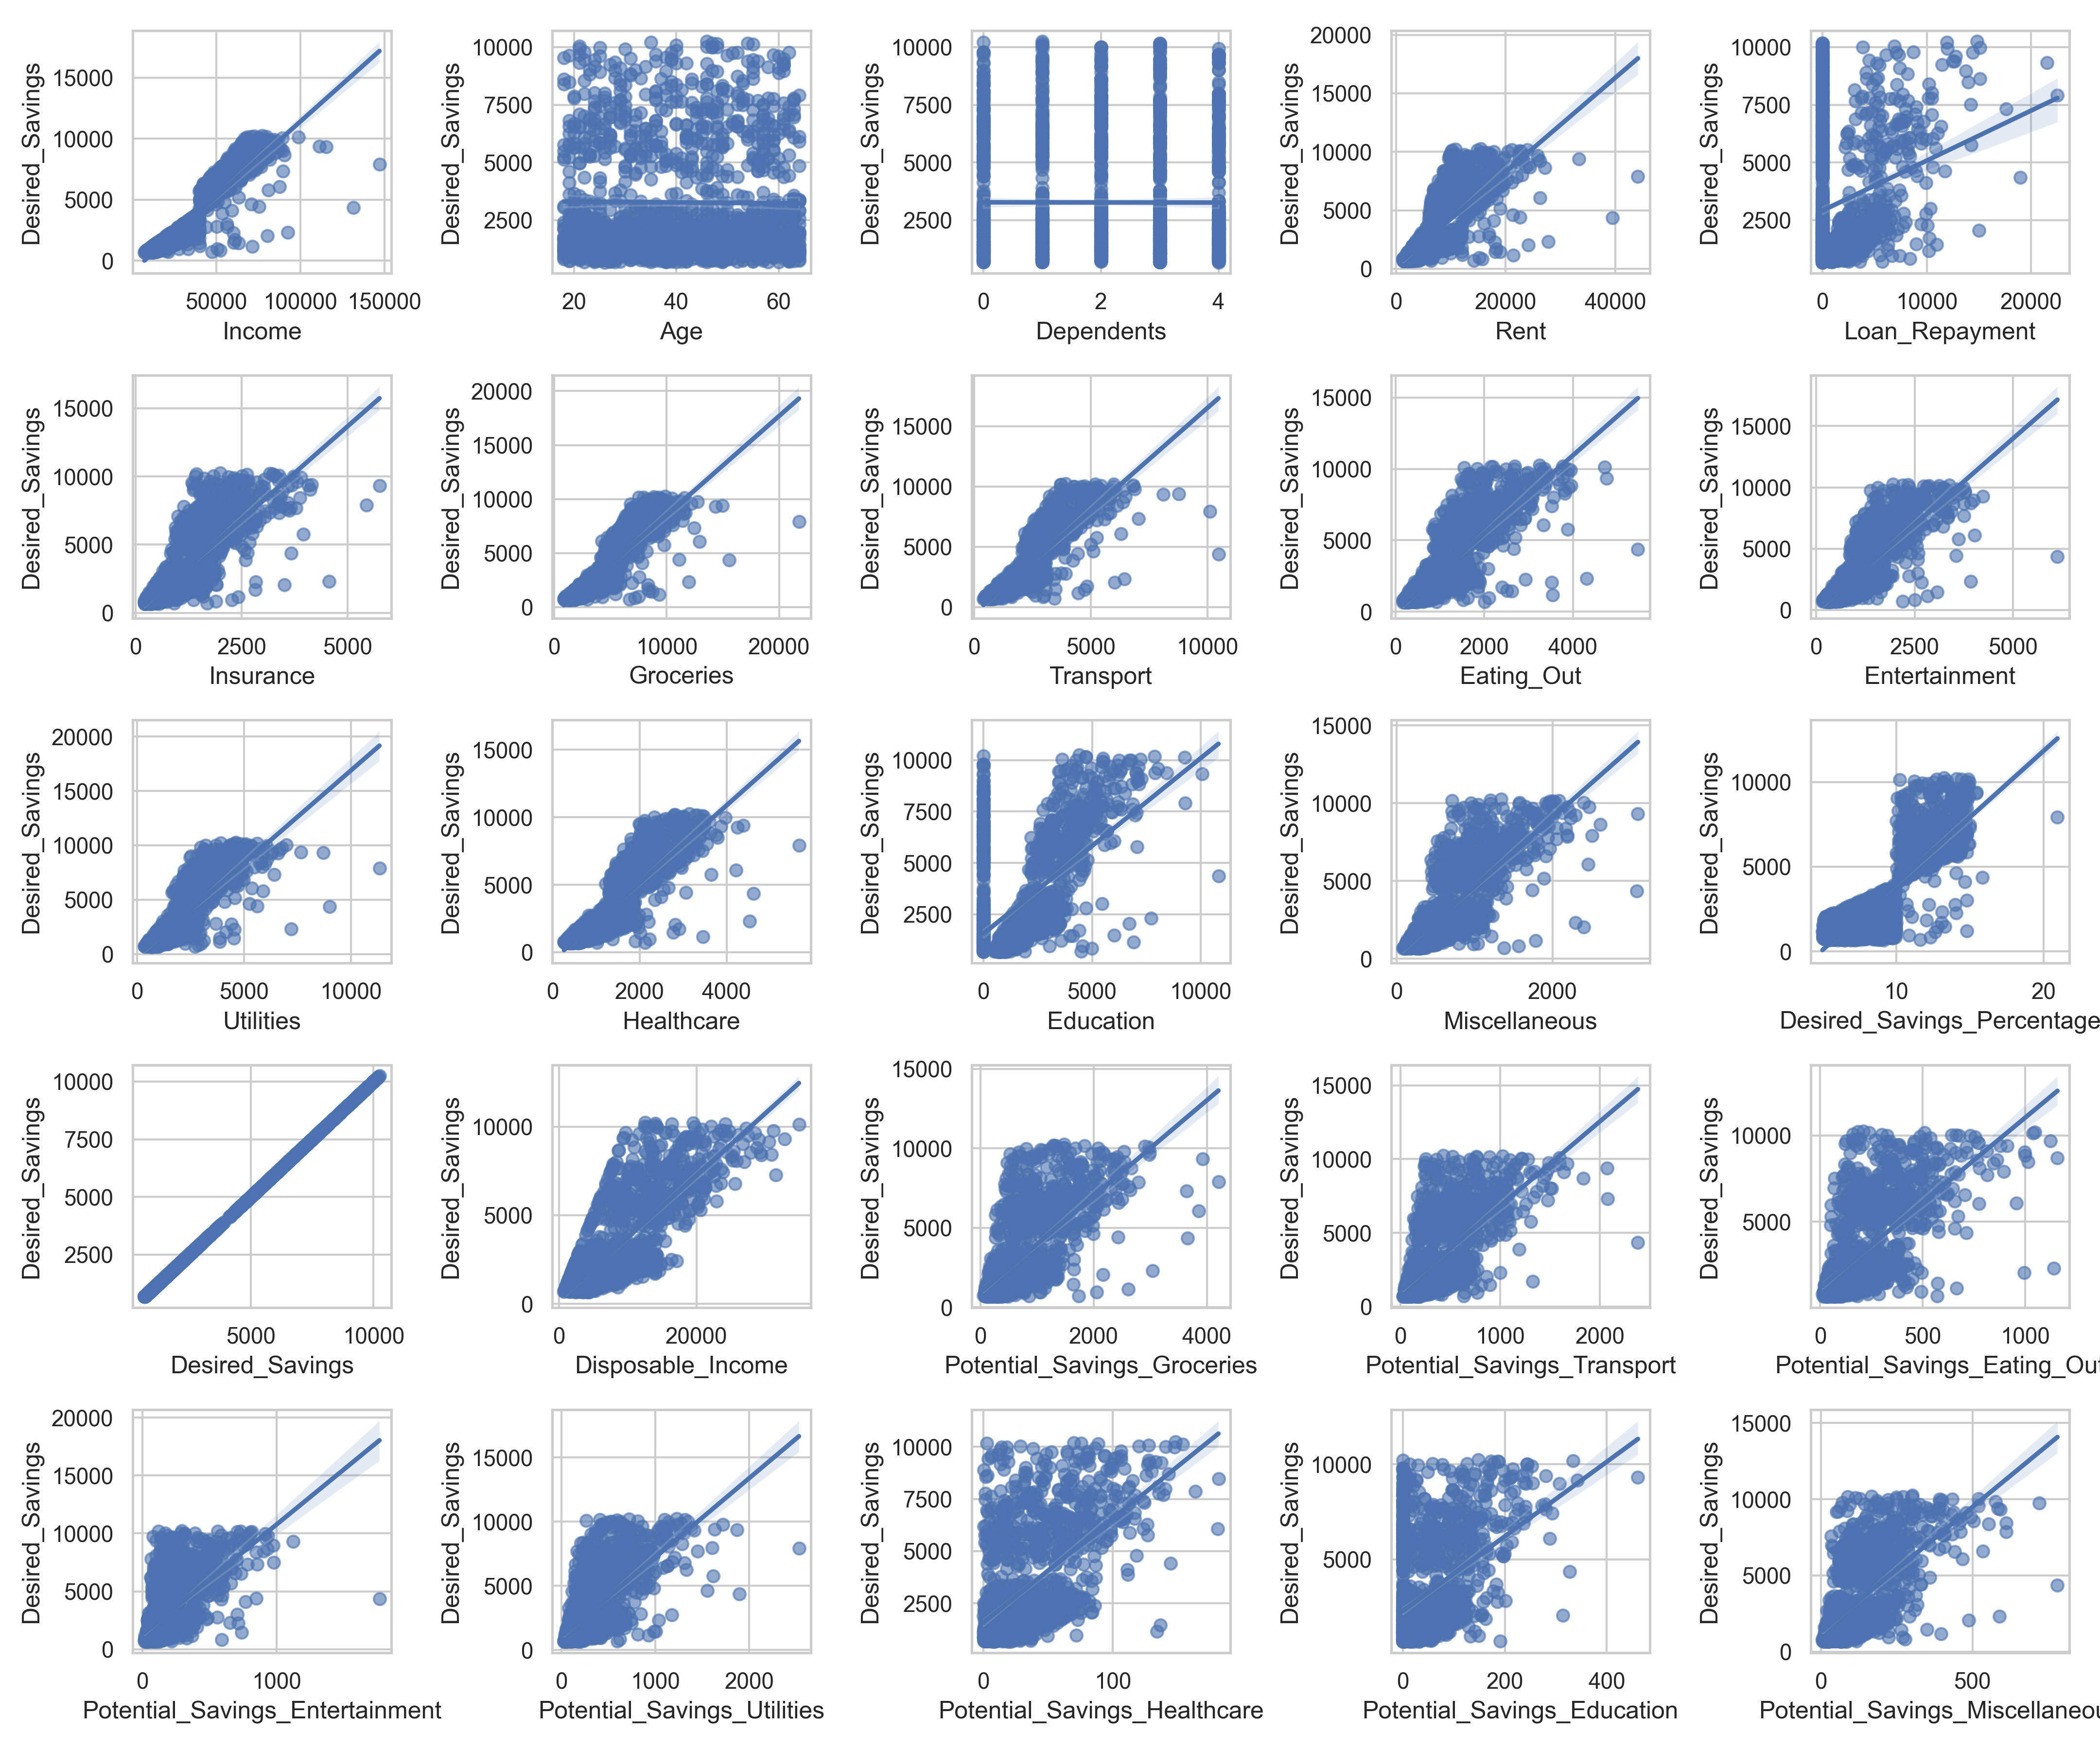 Desired_Savings
15000
10000
5000
0
50000 100000 150000
Income
Desired_Savings
10000
7500
5000
2500
20 40 60
Age
Desired_Savings
10000
7500
5000
2500
0 2 4
Dependents
Desired_Savings
20000
15000
10000
5000
0
0 20000 40000
Rent
Desired_Savings
10000
7500
5000
2500
0 10000 20000
Loan_Repayment
Desired_Savings
15000
10000
5000
0
0 2500 5000
Insurance
Desired_Savings
20000
15000
10000
5000
0
0 10000 20000
Groceries
Desired_Savings
15000
10000
5000
0
0 5000 10000
Transport
Desired_Savings
15000
10000
5000
0
0 2000 4000
Eating_Out
Desired_Savings
15000
10000
5000
0
0 2500 5000
Entertainment
Desired_Savings
20000
15000
10000
5000
0
0 5000 10000
Utilities
Desired_Savings
15000
10000
5000
0
0 2000 4000
Healthcare
Desired_Savings
10000
7500
5000
2500
0 5000 10000
Education
Desired_Savings
15000
10000
5000
0
0 2000
Miscellaneous
Desired_Savings
10000
5000
0
10 20
Desired_Savings_Percentage
Desired_Savings
10000
7500
5000
2500
5000 10000
Desired_Savings
Desired_Savings
10000
5000
0
0 20000
Disposable_Income
Desired_Savings
15000
10000
5000
0
0 2000 4000
Potential_Savings_Groceries
Desired_Savings
15000
10000
5000
0
0 1000 2000
Potential_Savings_Transport
Desired_Savings
10000
5000
0 500 1000
Potential_Savings_Eating_Ou
Desired_Savings
20000
15000
10000
5000
0
0 1000
Potential_Savings_Entertainment
Desired_Savings
15000
10000
5000
0
0 1000 2000
Potential_Savings_Utilities
Desired_Savings
10000
7500
5000
2500
0 100
Potential_Savings_Healthcare
Desired_Savings
10000
5000
0 200 400
Potential_Savings_Education
Desired_Savings
15000
10000
5000
0
0 500
Potential_Savings_Miscellaneou